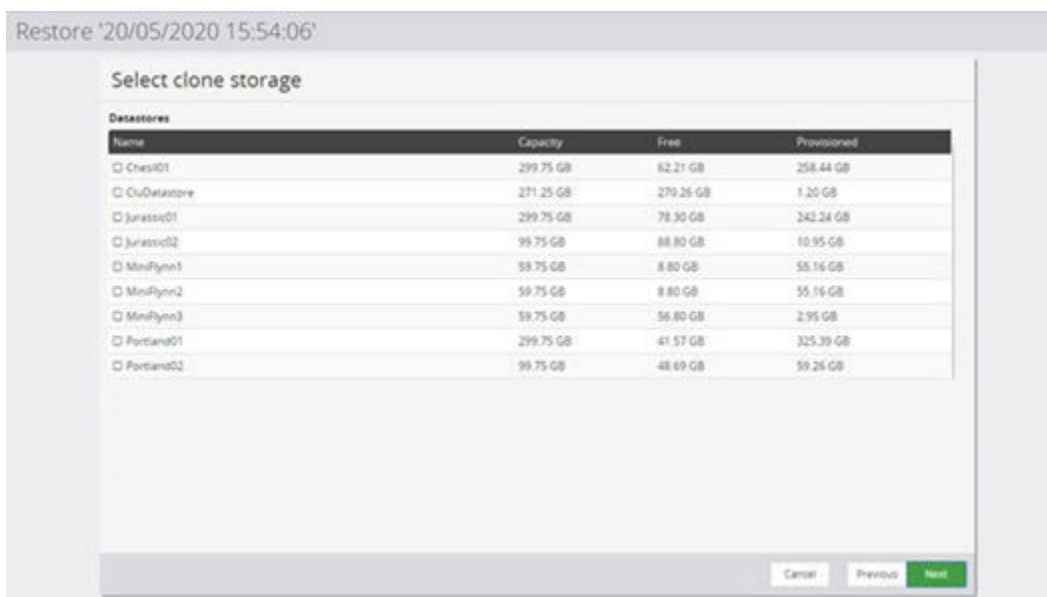 Restore '20/05/2020 15:54:06'
Select clone storage
Datastores
Name Capacity Free Provisioned
Chesil01 299.75 GB 62.21 GB 258.44 GB
CluDatastore 271.25 GB 270.26 GB 1.20 GB
Jurassic01 299.75 GB 78.30 GB 242.24 GB
Jurassic02 99.75 GB 88.80 GB 10.95 GB
MiniFlynn1 59.75 GB 8.80 GB 55.16 GB
MiniFlynn2 59.75 GB 8.80 GB 55.16 GB
MiniFlynn3 59.75 GB 56.80 GB 2.95 GB
Portland01 299.75 GB 41.57 GB 325.39 GB
Portland02 99.75 GB 48.69 GB 59.26 GB
Cancel Previous Next